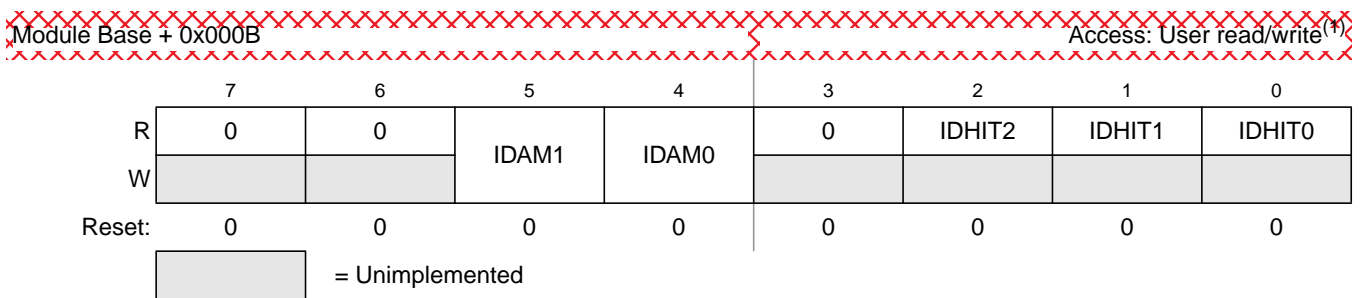 Module Base + 0x000B Access: User read/write(1)
7 6 5 4 3 2 1 0
R 0 0 IDAM1 IDAM0 0 IDHIT2 IDHIT1 IDHIT0
W
Reset: 0 0 0 0 0 0 0 0
= Unimplemented